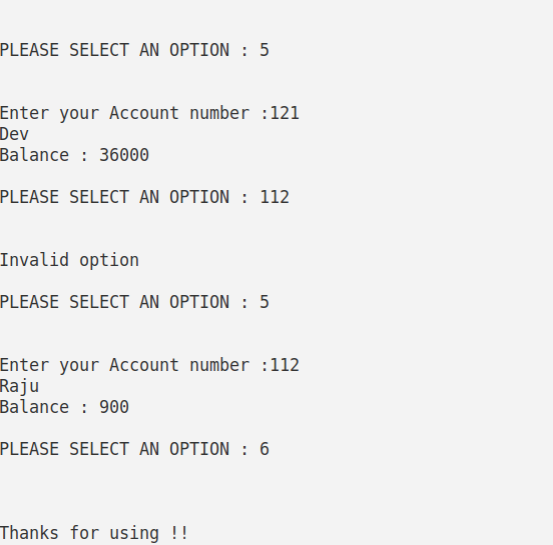 PLEASE SELECT AN OPTION : 5
Enter your Account number :121
Dev
Balance : 36000
PLEASE SELECT AN OPTION : 112
Invalid option
PLEASE SELECT AN OPTION : 5
Enter your Account number :112
Raju
Balance : 900
PLEASE SELECT AN OPTION : 6
Thanks for using !!